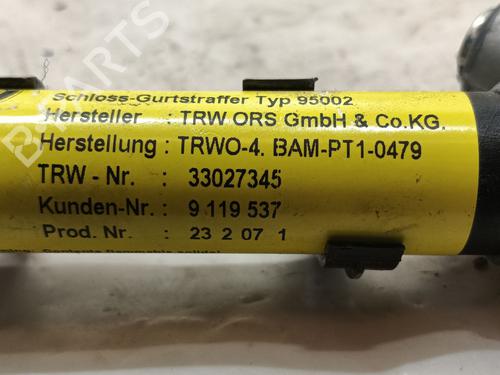 Schloss-Gurtstraffer Typ 95002
Hersteller : TRW ORS GmbH & Co.KG.
Herstellung : TRWO-4. BAM-PT1-0479
TRW - Nr. : 33027345
Kunden-Nr. : 9 119 537
Prod. Nr. : 23 2 07 1
B PARTS